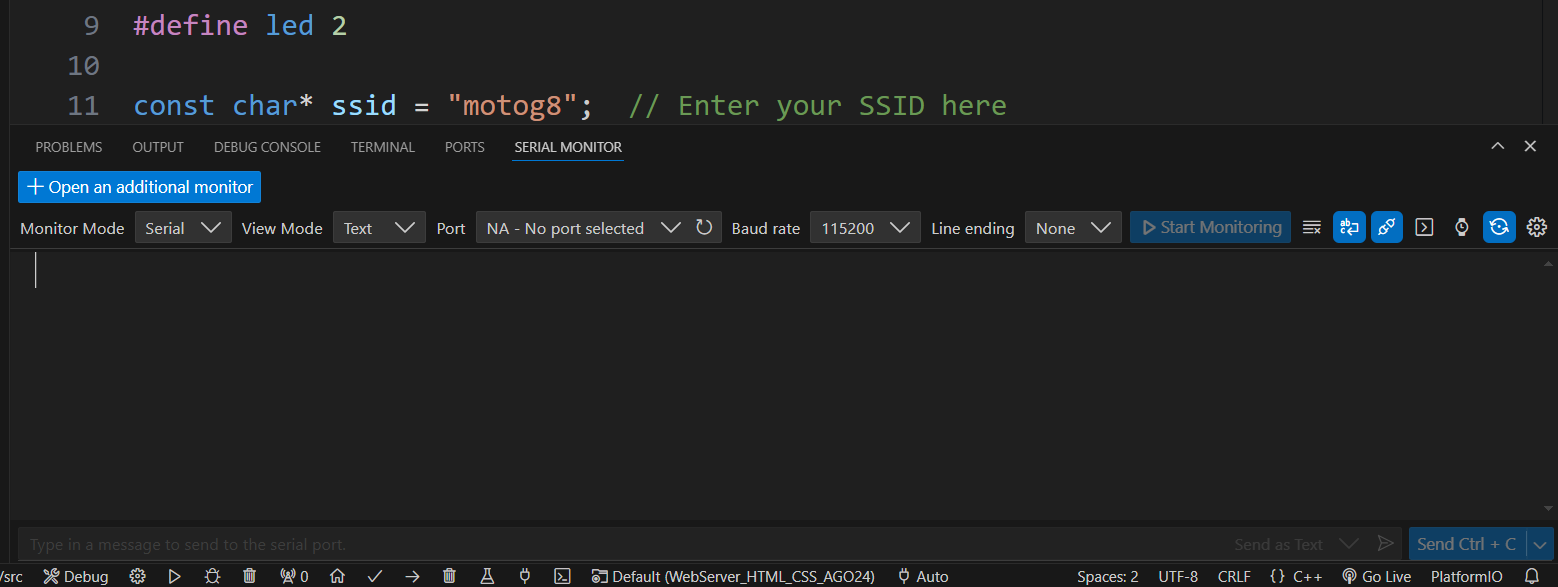 9 #define led 2
10
11 const char* ssid = "motog8"; // Enter your SSID here
PROBLEMS OUTPUT DEBUG CONSOLE TERMINAL PORTS SERIAL MONITOR
+ Open an additional monitor
Monitor Mode Serial View Mode Text Port NA - No port selected Baud rate 115200 Line ending None Start Monitoring
Type in a message to send to the serial port. Send as Text Send Ctrl + C
/src Debug 0 Default (WebServer_HTML_CSS_AGO24) Auto Spaces: 2 UTF-8 CRLF {} C++ Go Live PlatformIO